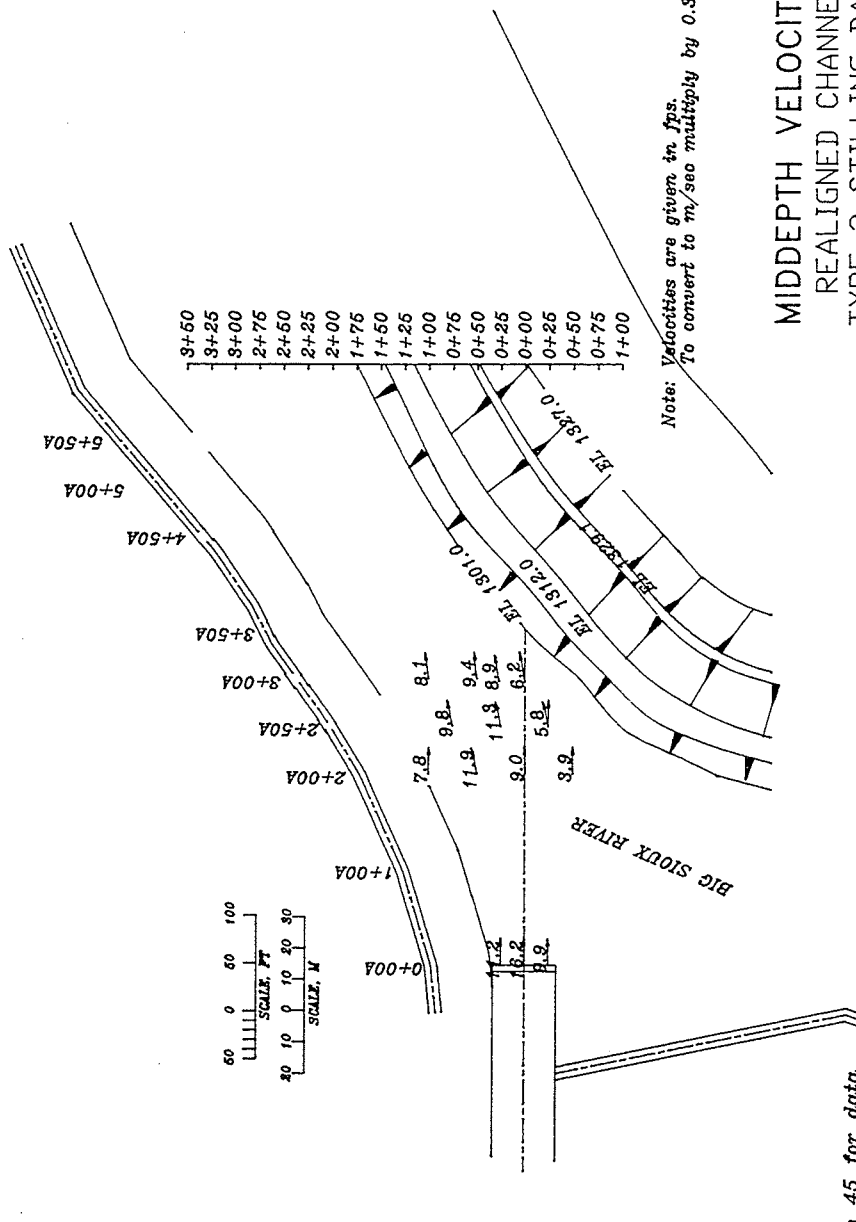 MIDDEPTH VELOCIT
REALIGNED CHANNE
Note: Velocities are given in fps.
To convert to m/sec multiply by 0.3
3+50
3+25
3+00
2+75
2+50
2+25
2+00
1+75
1+50
1+25
1+00
0+75
0+50
0+25
0+00
0+25
0+50
0+75
1+00
5+50A
5+00A
4+50A
3+50A
3+00A
2+50A
2+00A
1+00A
0+00A
EL 1301.0
EL 1312.0
EL 1329.1
EL 1327.0
8.1
9.4
8.9
6.2
9.8
11.3
5.8
7.8
11.9
9.0
3.9
16.2
9.9
BIG SIOUX RIVER
50 0 50 100
SCALE, FT
20 10 0 10 20 30
SCALE, M
45 for data